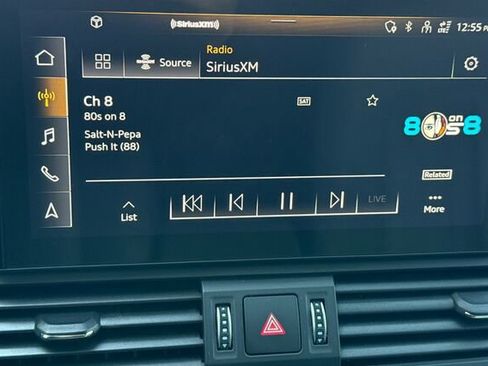 ((SiriusXM))
12:55
Radio
Source
SiriusXM
Ch 8
SAT
80s on 8
Salt-N-Pepa
Push It (88)
8 on 8
Related
List
LIVE
More